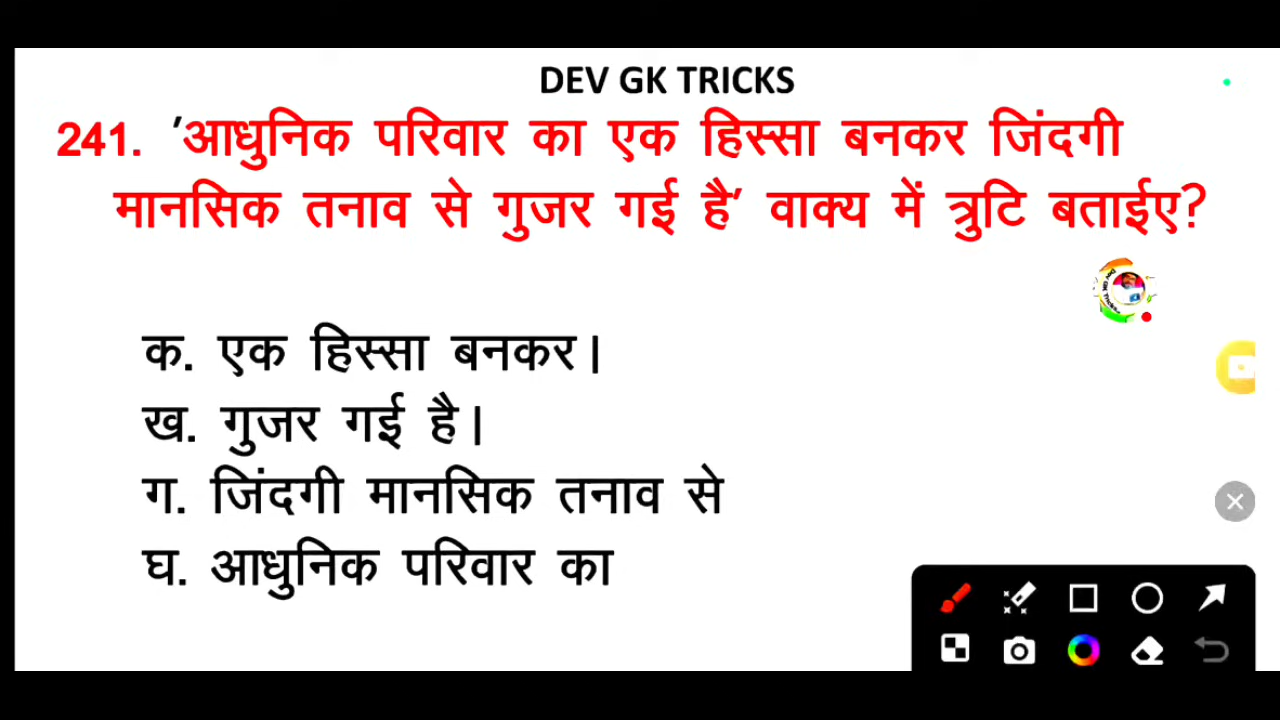 DEV GK TRICKS
241. 'आधुनिक परिवार का एक हिस्सा बनकर जिंदगी
मानसिक तनाव से गुजर गई है' वाक्य में त्रुटि बताईए?
क. एक हिस्सा बनकर।
ख. गुजर गई है।
ग. जिंदगी मानसिक तनाव से
घ. आधुनिक परिवार का